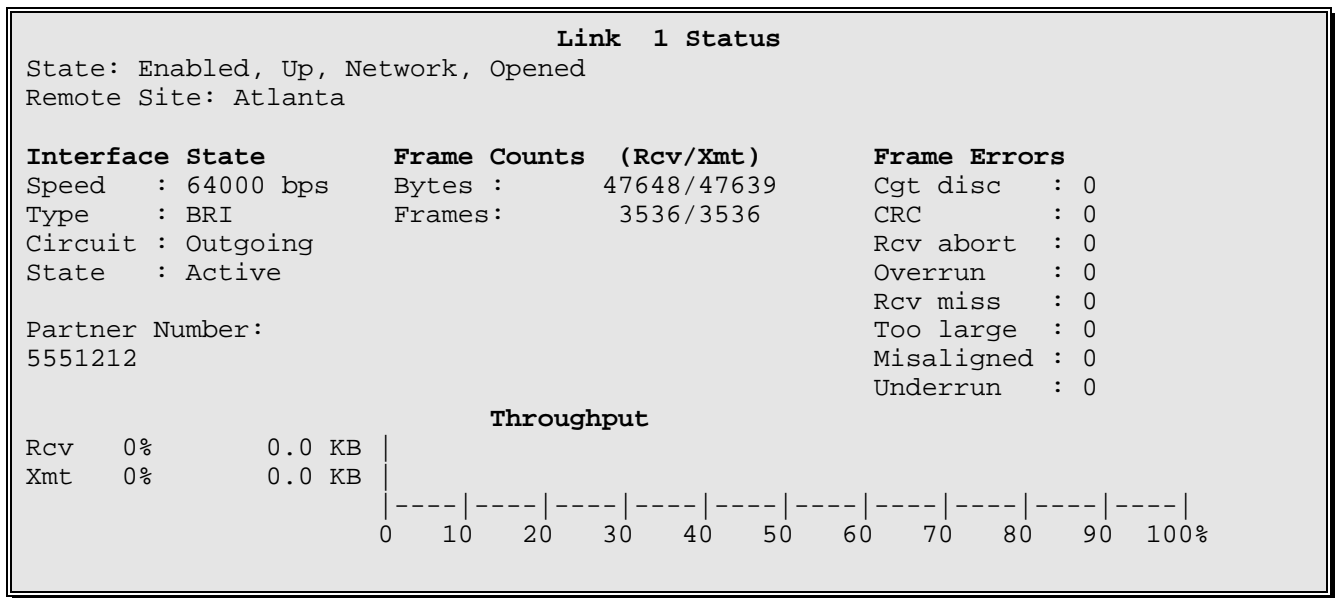 Link  1 Status
State: Enabled, Up, Network, Opened
Remote Site: Atlanta
Interface State        Frame Counts  (Rcv/Xmt)       Frame Errors
Speed   : 64000 bps    Bytes :      47648/47639      Cgt disc   : 0
Type    : BRI          Frames:       3536/3536       CRC        : 0
Circuit : Outgoing                                   Rcv abort  : 0
State   : Active                                     Overrun    : 0
                                                     Rcv miss   : 0
Partner Number:                                      Too large  : 0
5551212                                              Misaligned : 0
                                                     Underrun   : 0
Throughput
Rcv   0%       0.0 KB |
Xmt   0%       0.0 KB |
|----|----|----|----|----|----|----|----|----|----|
0   10   20   30   40   50   60   70   80   90  100%